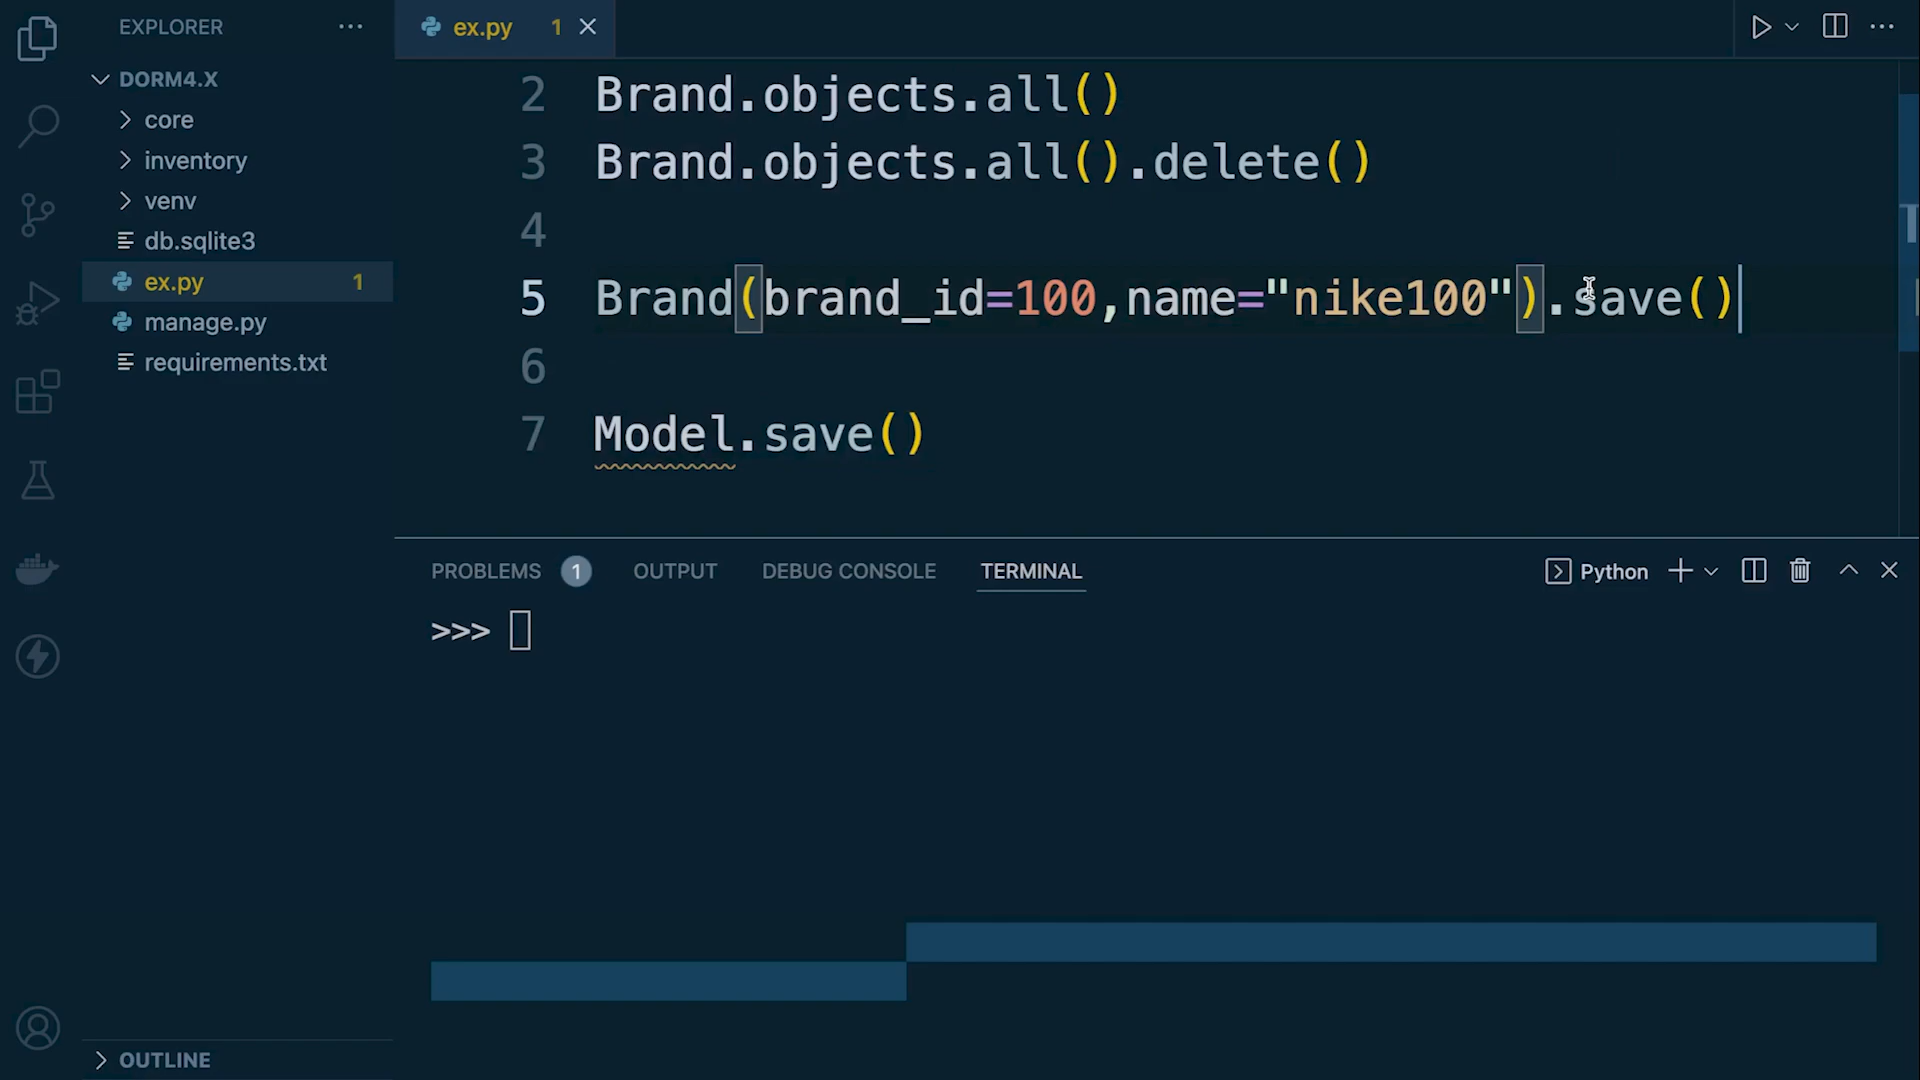 EXPLORER
DORM4.X
core
inventory
venv
db.sqlite3
ex.py 1
manage.py
requirements.txt
OUTLINE
ex.py 1
2 Brand.objects.all()
3 Brand.objects.all().delete()
4
5 Brand(brand_id=100,name="nike100").save()
6
7 Model.save()
PROBLEMS 1 OUTPUT DEBUG CONSOLE TERMINAL Python
>>>